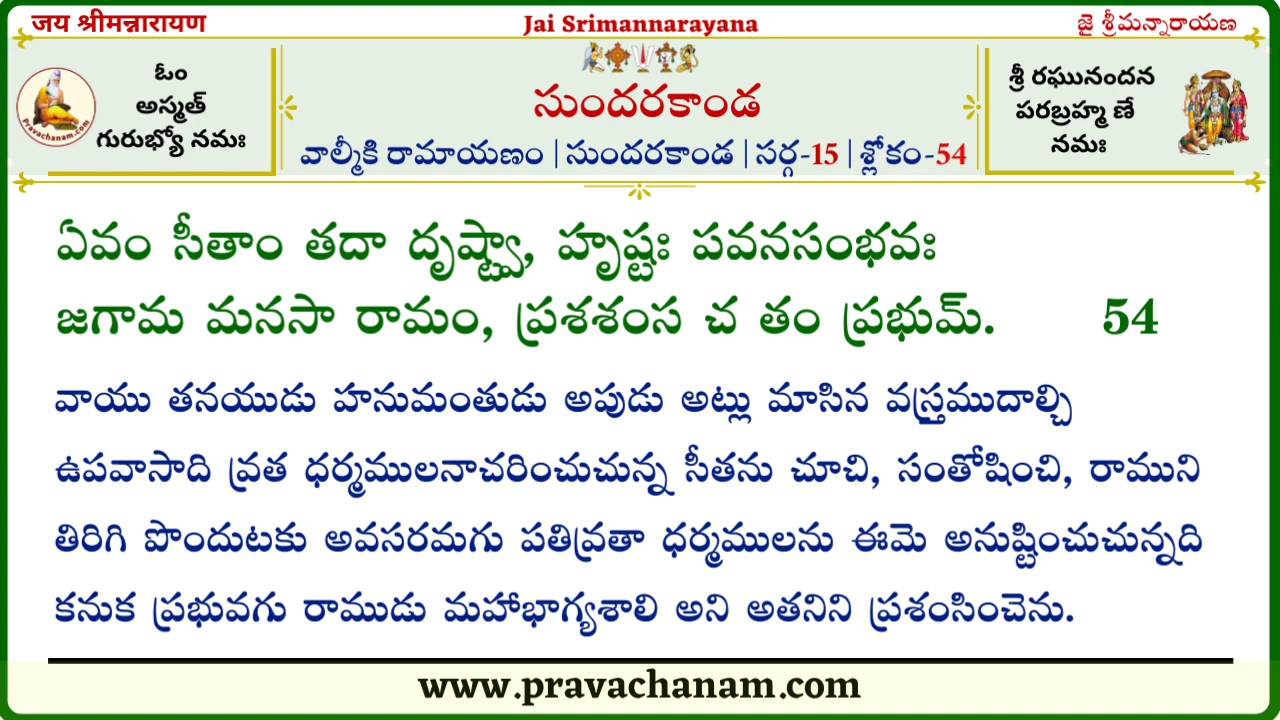 जय श्रीमन्नारायण
Jai Srimannarayana
జై శ్రీమన్నారాయణ
ఓం
అస్మత్
గురుభ్యో నమః
Pravachanam.com
సుందరకాండ
వాల్మీకి రామాయణం | సుందరకాండ | సర్గ-15 | శ్లోకం-54
శ్రీ రఘునందన
పరబ్రహ్మ ణే
నమః
ఏవం సీతాం తదా దృష్ట్వా, హృష్టః పవనసంభవః
జగామ మనసా రామం, ప్రశశంస చ తం ప్రభుమ్. 54
వాయు తనయుడు హనుమంతుడు అపుడు అట్లు మాసిన వస్త్రముదాల్చి
ఉపవాసాది వ్రత ధర్మములనాచరించుచున్న సీతను చూచి, సంతోషించి, రాముని
తిరిగి పొందుటకు అవసరమగు పతివ్రతా ధర్మములను ఈమె అనుష్టించుచున్నది
కనుక ప్రభువగు రాముడు మహాభాగ్యశాలి అని అతనిని ప్రశంసించెను.
www.pravachanam.com